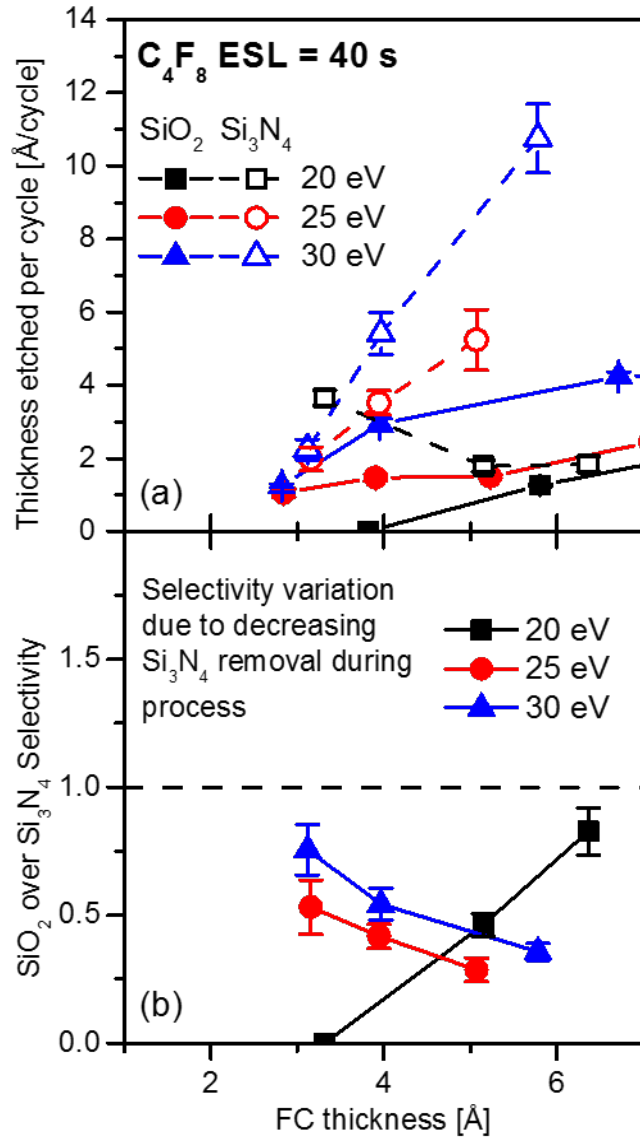 14
12
10
8
6
4
2
0
Thickness etched per cycle [Å/cycle]
C₄F₈ ESL = 40 s
SiO₂ Si₃N₄
20 eV
25 eV
30 eV
(a)
1.5
1.0
0.5
0.0
SiO₂ over Si₃N₄ Selectivity
Selectivity variation
due to decreasing
Si₃N₄ removal during
process
20 eV
25 eV
30 eV
(b)
2 4 6
FC thickness [Å]